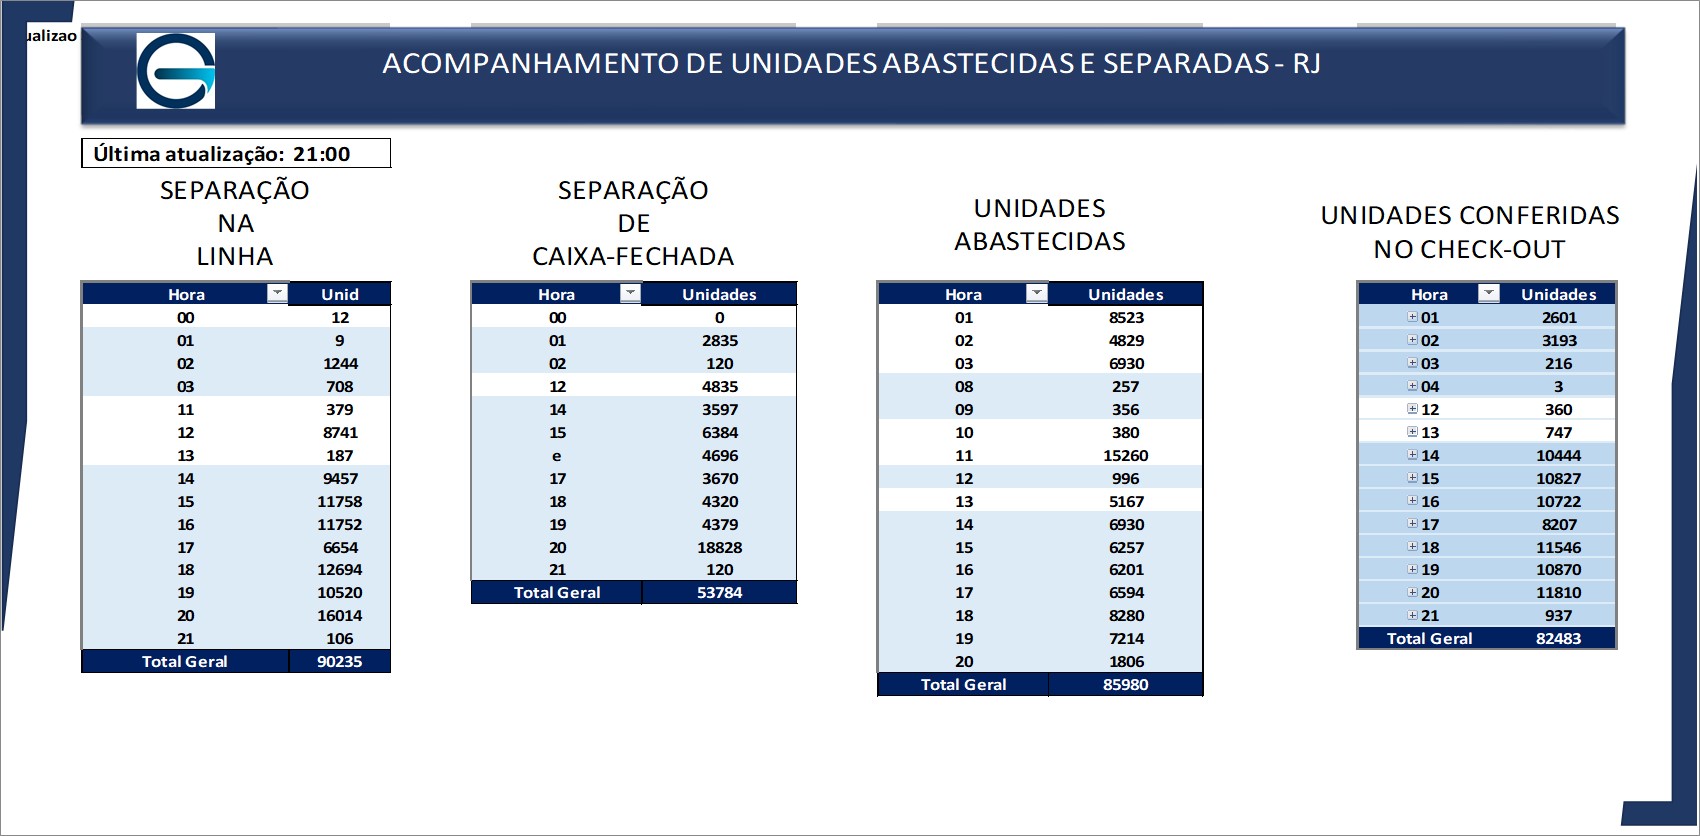 ualizao
ACOMPANHAMENTO DE UNIDADES ABASTECIDAS E SEPARADAS - RJ
Última atualização: 21:00
SEPARAÇÃO
NA
LINHA
Hora Unid
00 12
01 9
02 1244
03 708
11 379
12 8741
13 187
14 9457
15 11758
16 11752
17 6654
18 12694
19 10520
20 16014
21 106
Total Geral 90235
SEPARAÇÃO
DE
CAIXA-FECHADA
Hora Unidades
00 0
01 2835
02 120
12 4835
14 3597
15 6384
e 4696
17 3670
18 4320
19 4379
20 18828
21 120
Total Geral 53784
UNIDADES
ABASTECIDAS
Hora Unidades
01 8523
02 4829
03 6930
08 257
09 356
10 380
11 15260
12 996
13 5167
14 6930
15 6257
16 6201
17 6594
18 8280
19 7214
20 1806
Total Geral 85980
UNIDADES CONFERIDAS
NO CHECK-OUT
Hora Unidades
01 2601
02 3193
03 216
04 3
12 360
13 747
14 10444
15 10827
16 10722
17 8207
18 11546
19 10870
20 11810
21 937
Total Geral 82483